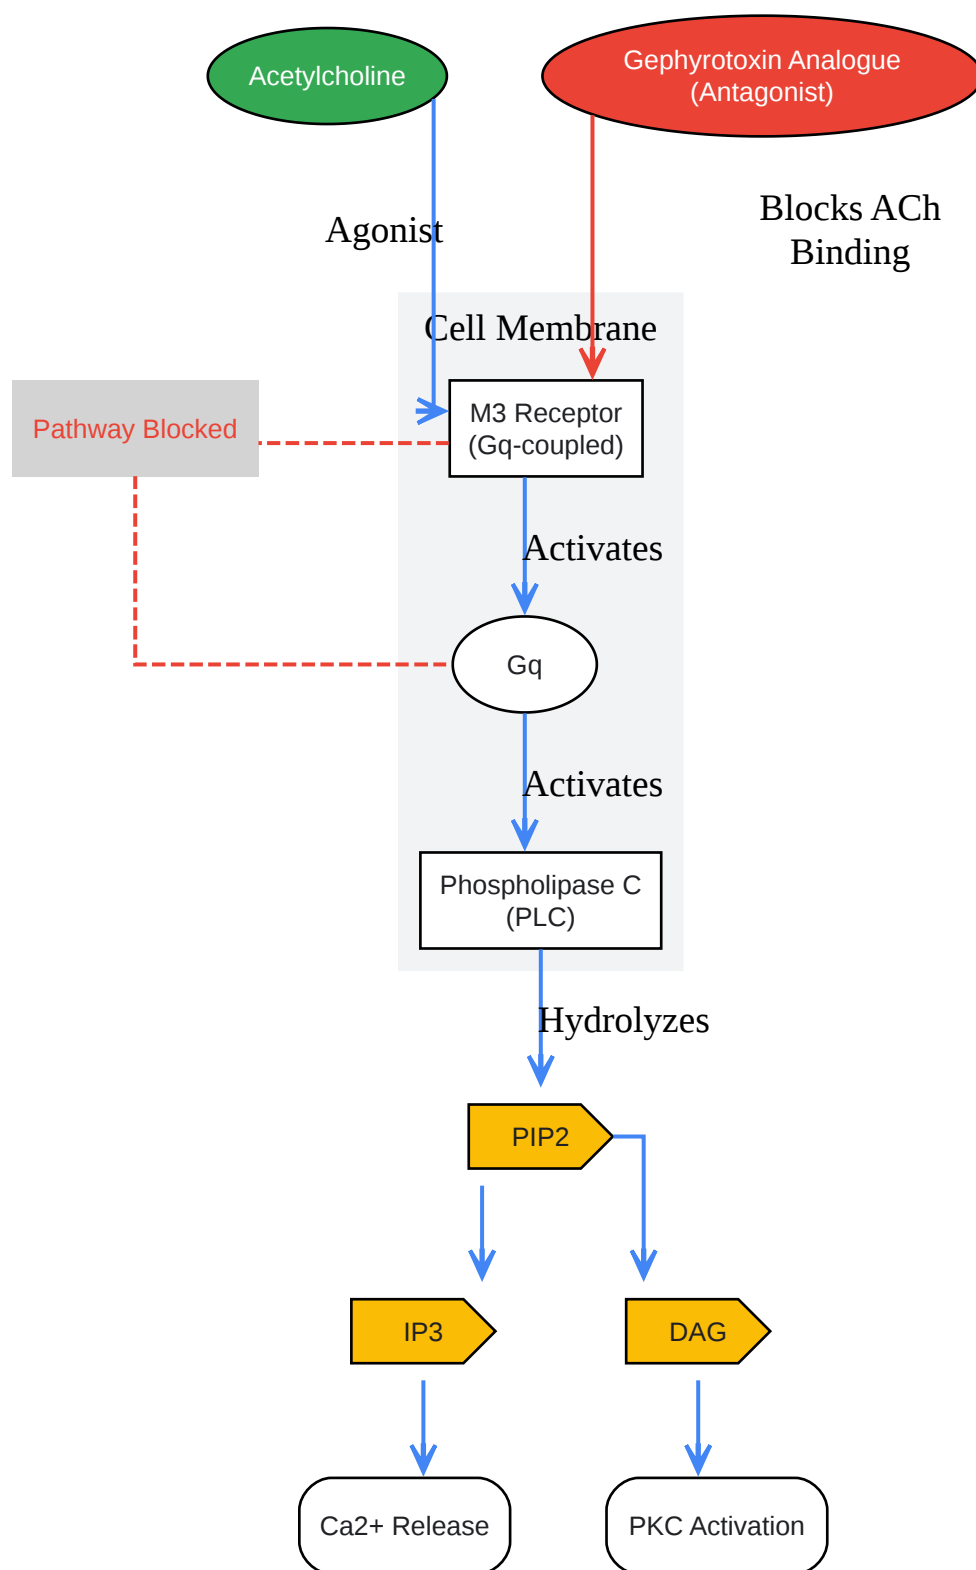 Acetylcholine
Gephyrotoxin Analogue
(Antagonist)
Agonist
Blocks ACh
Binding
Cell Membrane
Pathway Blocked
M3 Receptor
(Gq-coupled)
Activates
Gq
Activates
Phospholipase C
(PLC)
Hydrolyzes
PIP2
IP3
DAG
Ca2+ Release
PKC Activation